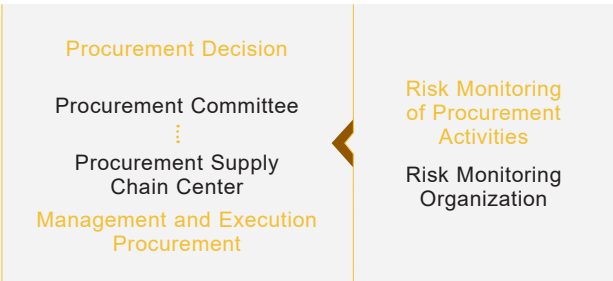 Procurement Decision
Procurement Committee
Procurement Supply
Chain Center
Management and Execution
Procurement
Risk Monitoring
of Procurement
Activities
Risk Monitoring
Organization